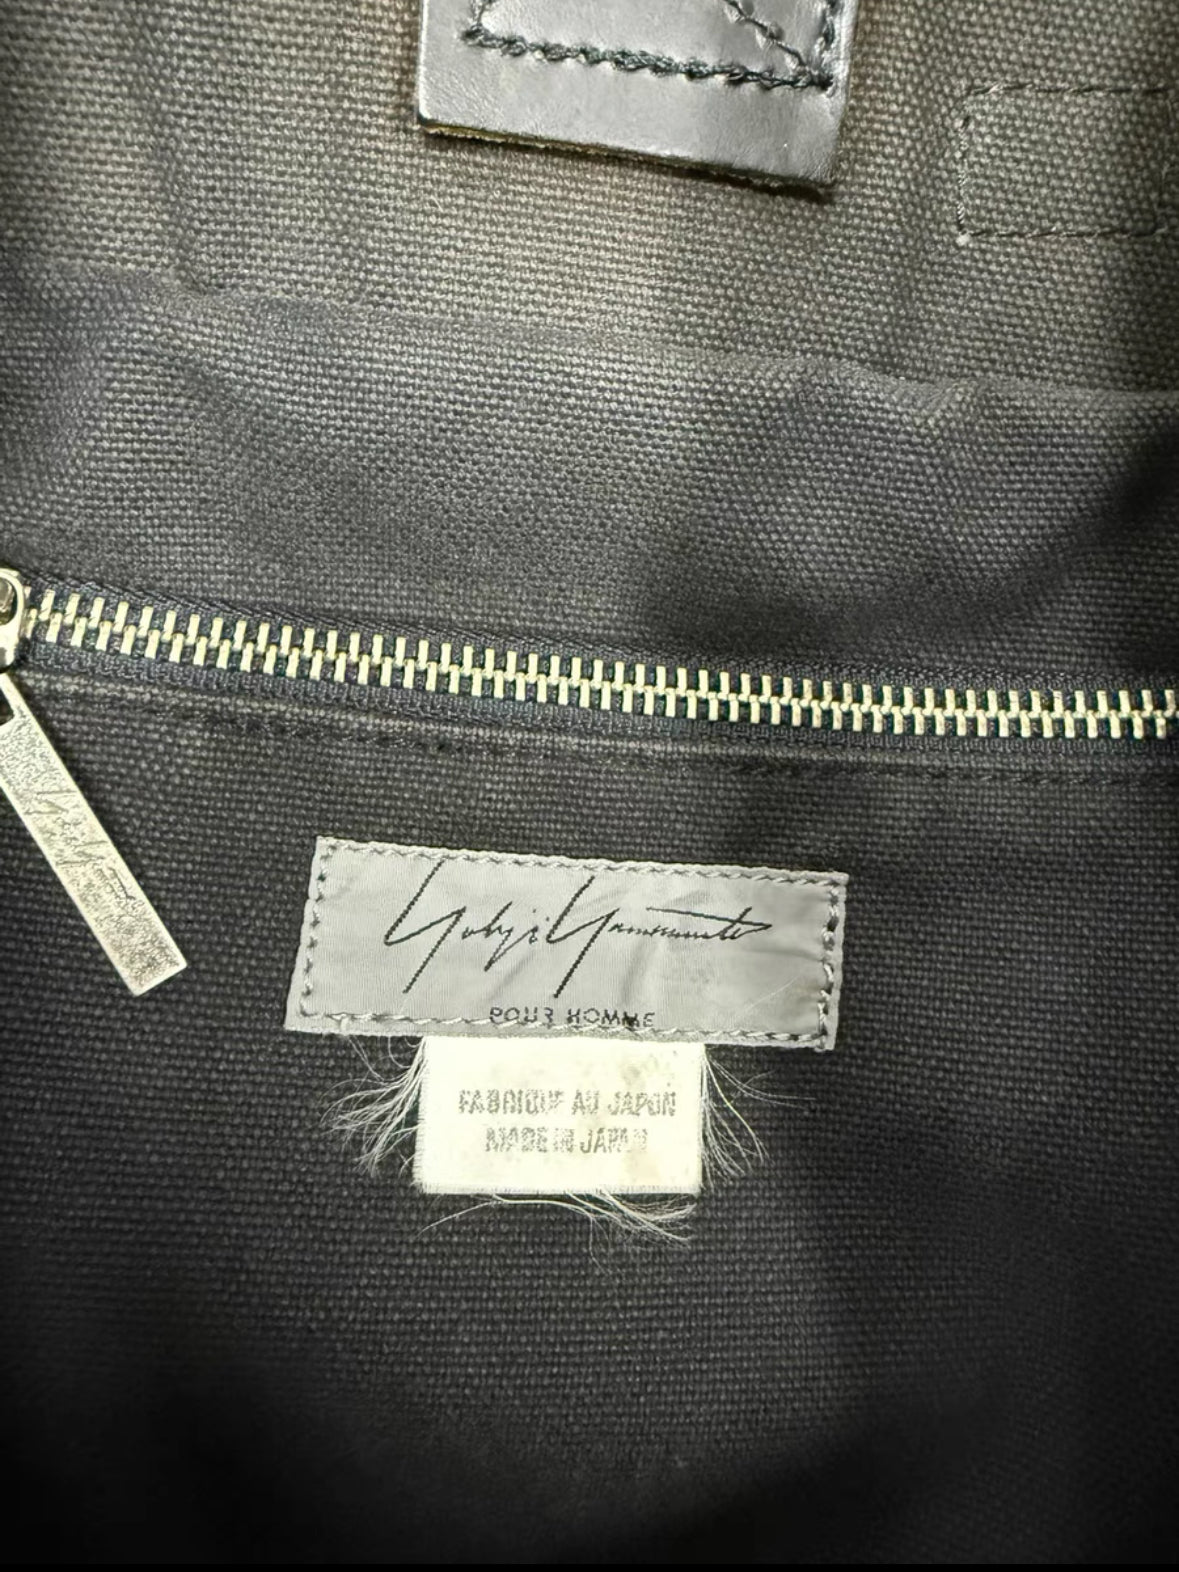 Yohji Yamamoto
POUR HOMME
FABRIQUE AU JAPON
MADE IN JAPAN